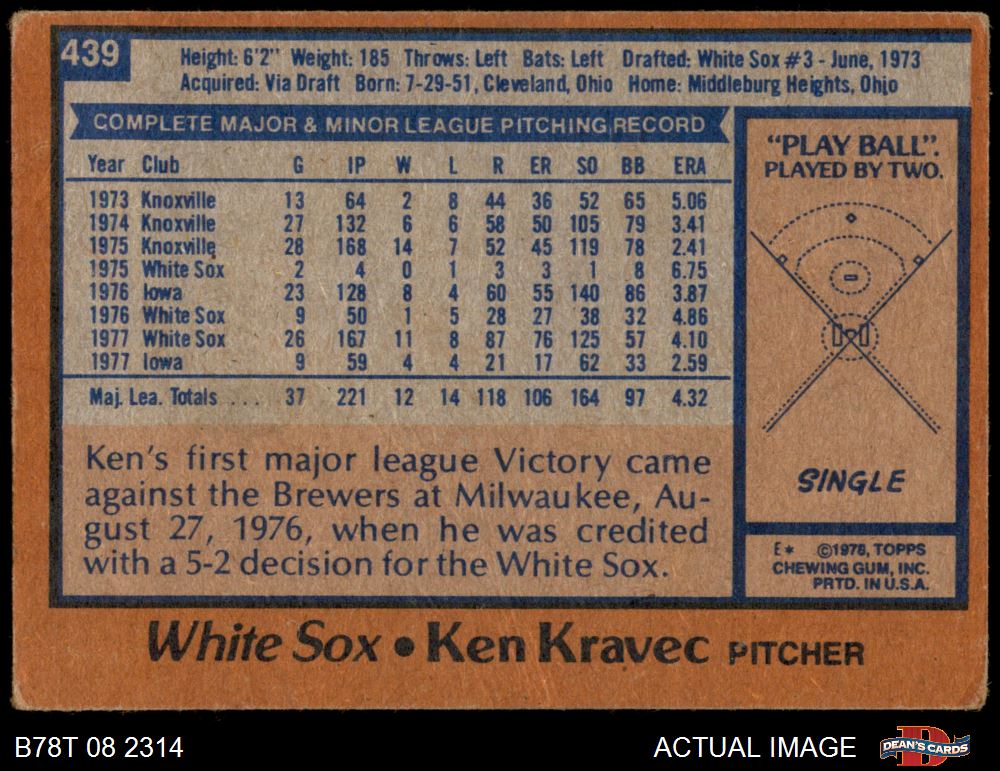 439
Height: 6'2" Weight: 185 Throws: Left Bats: Left Drafted: White Sox #3 - June, 1973
Acquired: Via Draft Born: 7-29-51, Cleveland, Ohio Home: Middleburg Heights, Ohio
COMPLETE MAJOR & MINOR LEAGUE PITCHING RECORD
Year Club G IP W L R ER SO BB ERA
1973 Knoxville 13 64 2 8 44 36 52 65 5.06
1974 Knoxville 27 132 6 6 58 50 105 79 3.41
1975 Knoxville 28 168 14 7 52 45 119 78 2.41
1975 White Sox 2 4 0 1 3 3 1 8 6.75
1976 Iowa 23 128 8 4 60 55 140 86 3.87
1976 White Sox 9 50 1 5 28 27 38 32 4.86
1977 White Sox 26 167 11 8 87 76 125 57 4.10
1977 Iowa 9 59 4 4 21 17 62 33 2.59
Maj. Lea. Totals ... 37 221 12 14 118 106 164 97 4.32
Ken's first major league Victory came
against the Brewers at Milwaukee, Au-
gust 27, 1976, when he was credited
with a 5-2 decision for the White Sox.
"PLAY BALL".
PLAYED BY TWO.
SINGLE
E* ©1978, TOPPS
CHEWING GUM, INC.
PRTD. IN U.S.A.
White Sox • Ken Kravec PITCHER
B78T 08 2314 ACTUAL IMAGE
DEAN'S CARDS